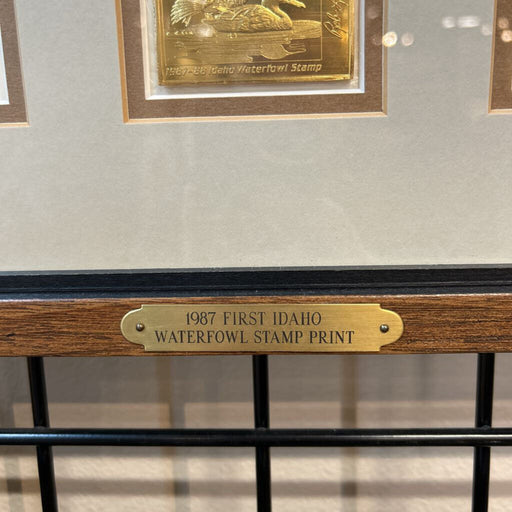 1987-88 Idaho Waterfowl Stamp
1987 FIRST IDAHO
WATERFOWL STAMP PRINT